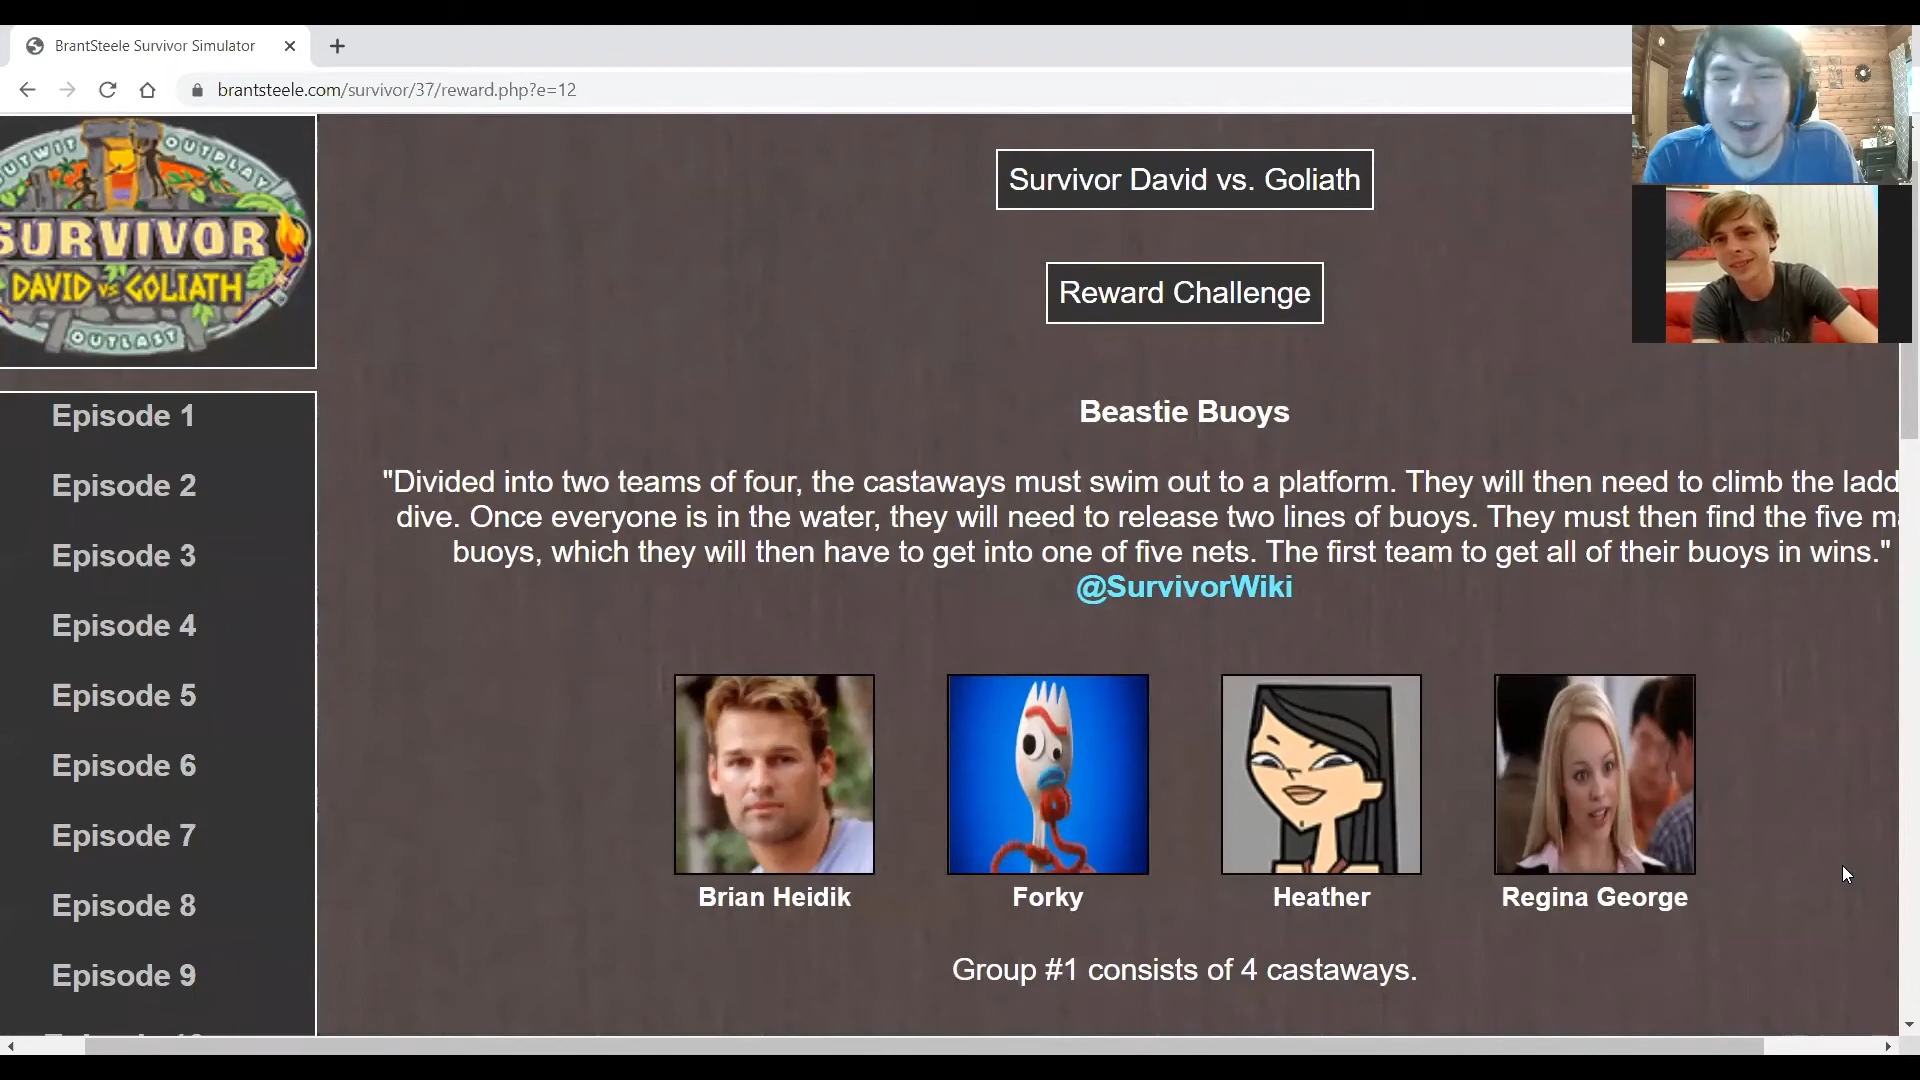 BrantSteele Survivor Simulator
brantsteele.com/survivor/37/reward.php?e=12
OUTWIT OUTPLAY
SURVIVOR
DAVID VS GOLIATH
OUTLAST
Episode 1
Episode 2
Episode 3
Episode 4
Episode 5
Episode 6
Episode 7
Episode 8
Episode 9
Survivor David vs. Goliath
Reward Challenge
Beastie Buoys
"Divided into two teams of four, the castaways must swim out to a platform. They will then need to climb the ladd
dive. Once everyone is in the water, they will need to release two lines of buoys. They must then find the five ma
buoys, which they will then have to get into one of five nets. The first team to get all of their buoys in wins."
@SurvivorWiki
Brian Heidik
Forky
Heather
Regina George
Group #1 consists of 4 castaways.